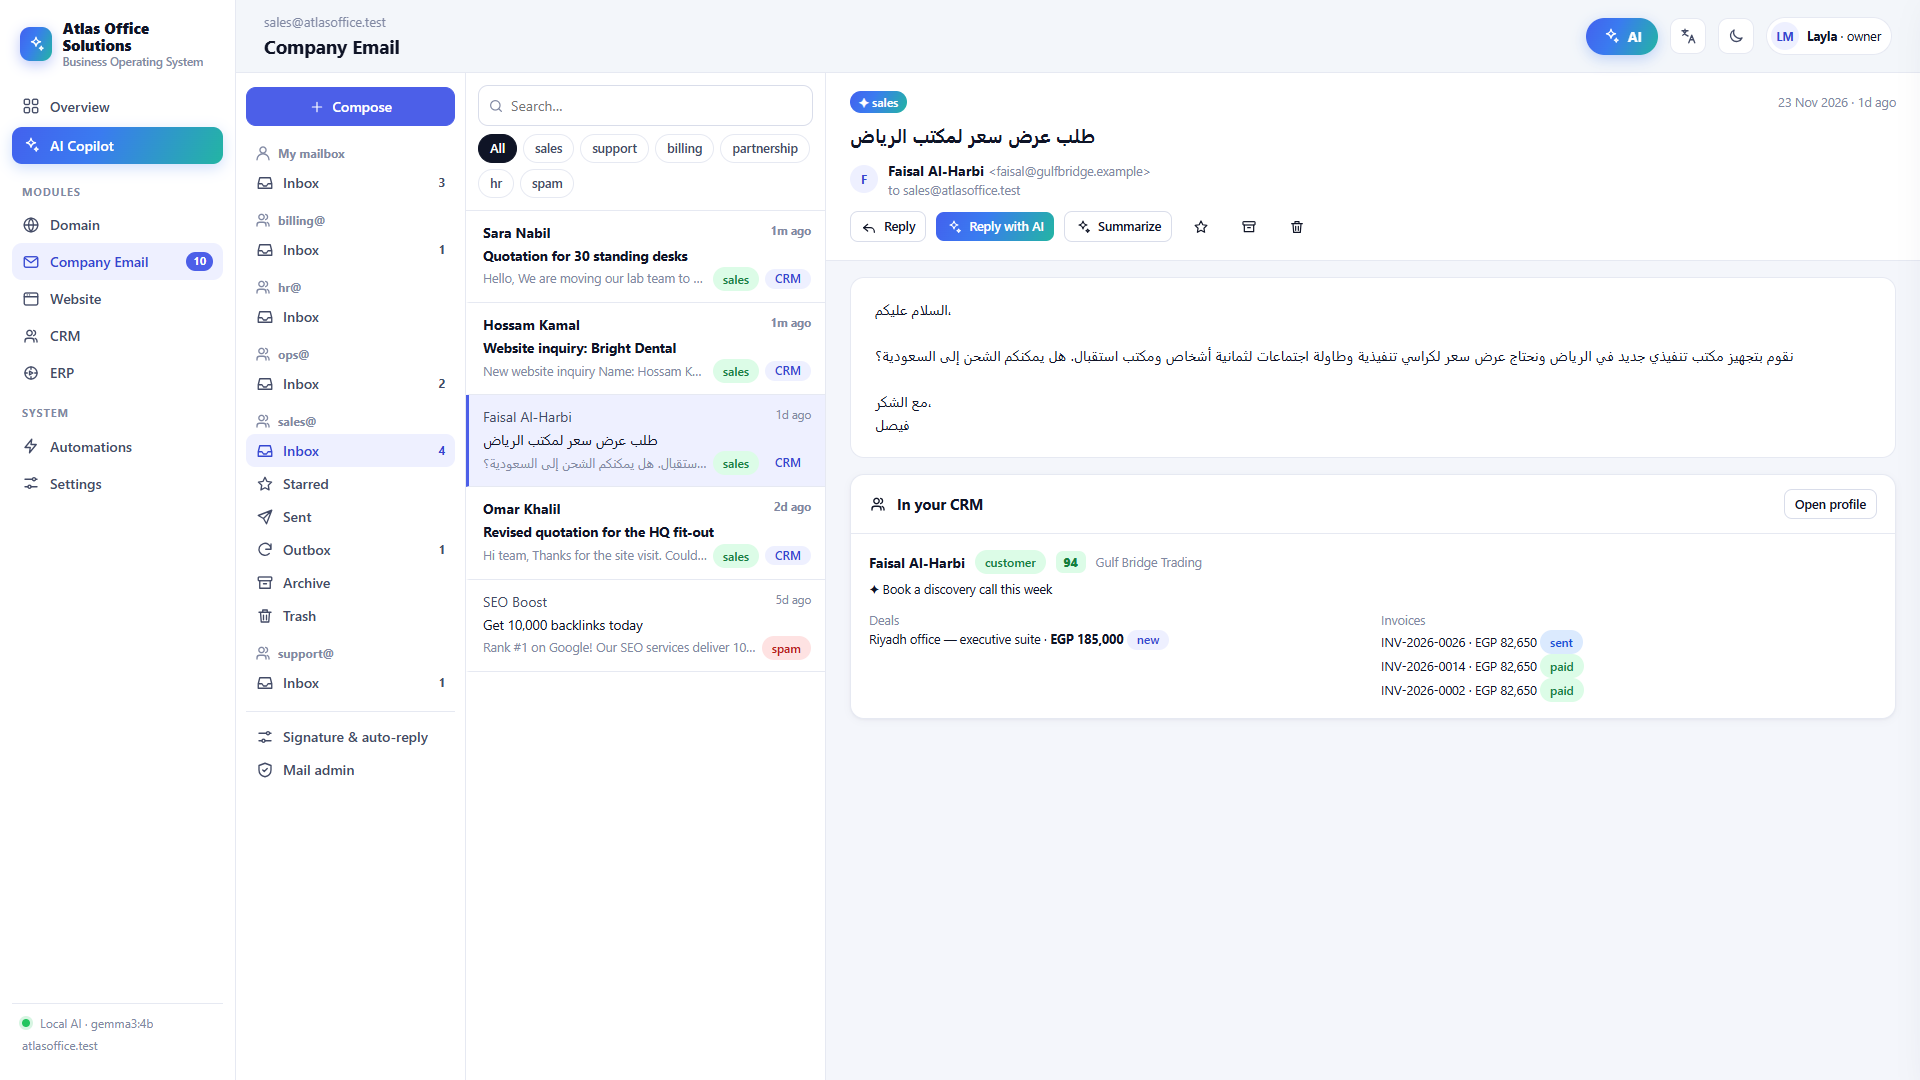 Atlas Office Solutions
Business Operating System
Overview
AI Copilot
MODULES
Domain
Company Email 10
Website
CRM
ERP
SYSTEM
Automations
Settings
Local AI · gemma3:4b
atlasoffice.test
sales@atlasoffice.test
Company Email
AI
LM Layla · owner
Compose
My mailbox
Inbox 3
billing@
Inbox 1
hr@
Inbox
ops@
Inbox 2
sales@
Inbox 4
Starred
Sent
Outbox 1
Archive
Trash
support@
Inbox 1
Signature & auto-reply
Mail admin
Search...
All sales support billing partnership
hr spam
Sara Nabil 1m ago
Quotation for 30 standing desks
Hello, We are moving our lab team to ... sales CRM
Hossam Kamal 1m ago
Website inquiry: Bright Dental
New website inquiry Name: Hossam K... sales CRM
Faisal Al-Harbi 1d ago
طلب عرض سعر لمكتب الرياض
...ستقبال. هل يمكنكم الشحن إلى السعودية؟ sales CRM
Omar Khalil 2d ago
Revised quotation for the HQ fit-out
Hi team, Thanks for the site visit. Could... sales CRM
SEO Boost 5d ago
Get 10,000 backlinks today
Rank #1 on Google! Our SEO services deliver 10... spam
sales 23 Nov 2026 · 1d ago
طلب عرض سعر لمكتب الرياض
F Faisal Al-Harbi <faisal@gulfbridge.example>
to sales@atlasoffice.test
Reply Reply with AI Summarize
السلام عليكم،
نقوم بتجهيز مكتب تنفيذي جديد في الرياض ونحتاج عرض سعر لكراسي تنفيذية وطاولة اجتماعات لثمانية أشخاص ومكتب استقبال. هل يمكنكم الشحن إلى السعودية؟
مع الشكر،
فيصل
In your CRM Open profile
Faisal Al-Harbi customer 94 Gulf Bridge Trading
✦ Book a discovery call this week
Deals
Riyadh office — executive suite · EGP 185,000 new
Invoices
INV-2026-0026 · EGP 82,650 sent
INV-2026-0014 · EGP 82,650 paid
INV-2026-0002 · EGP 82,650 paid